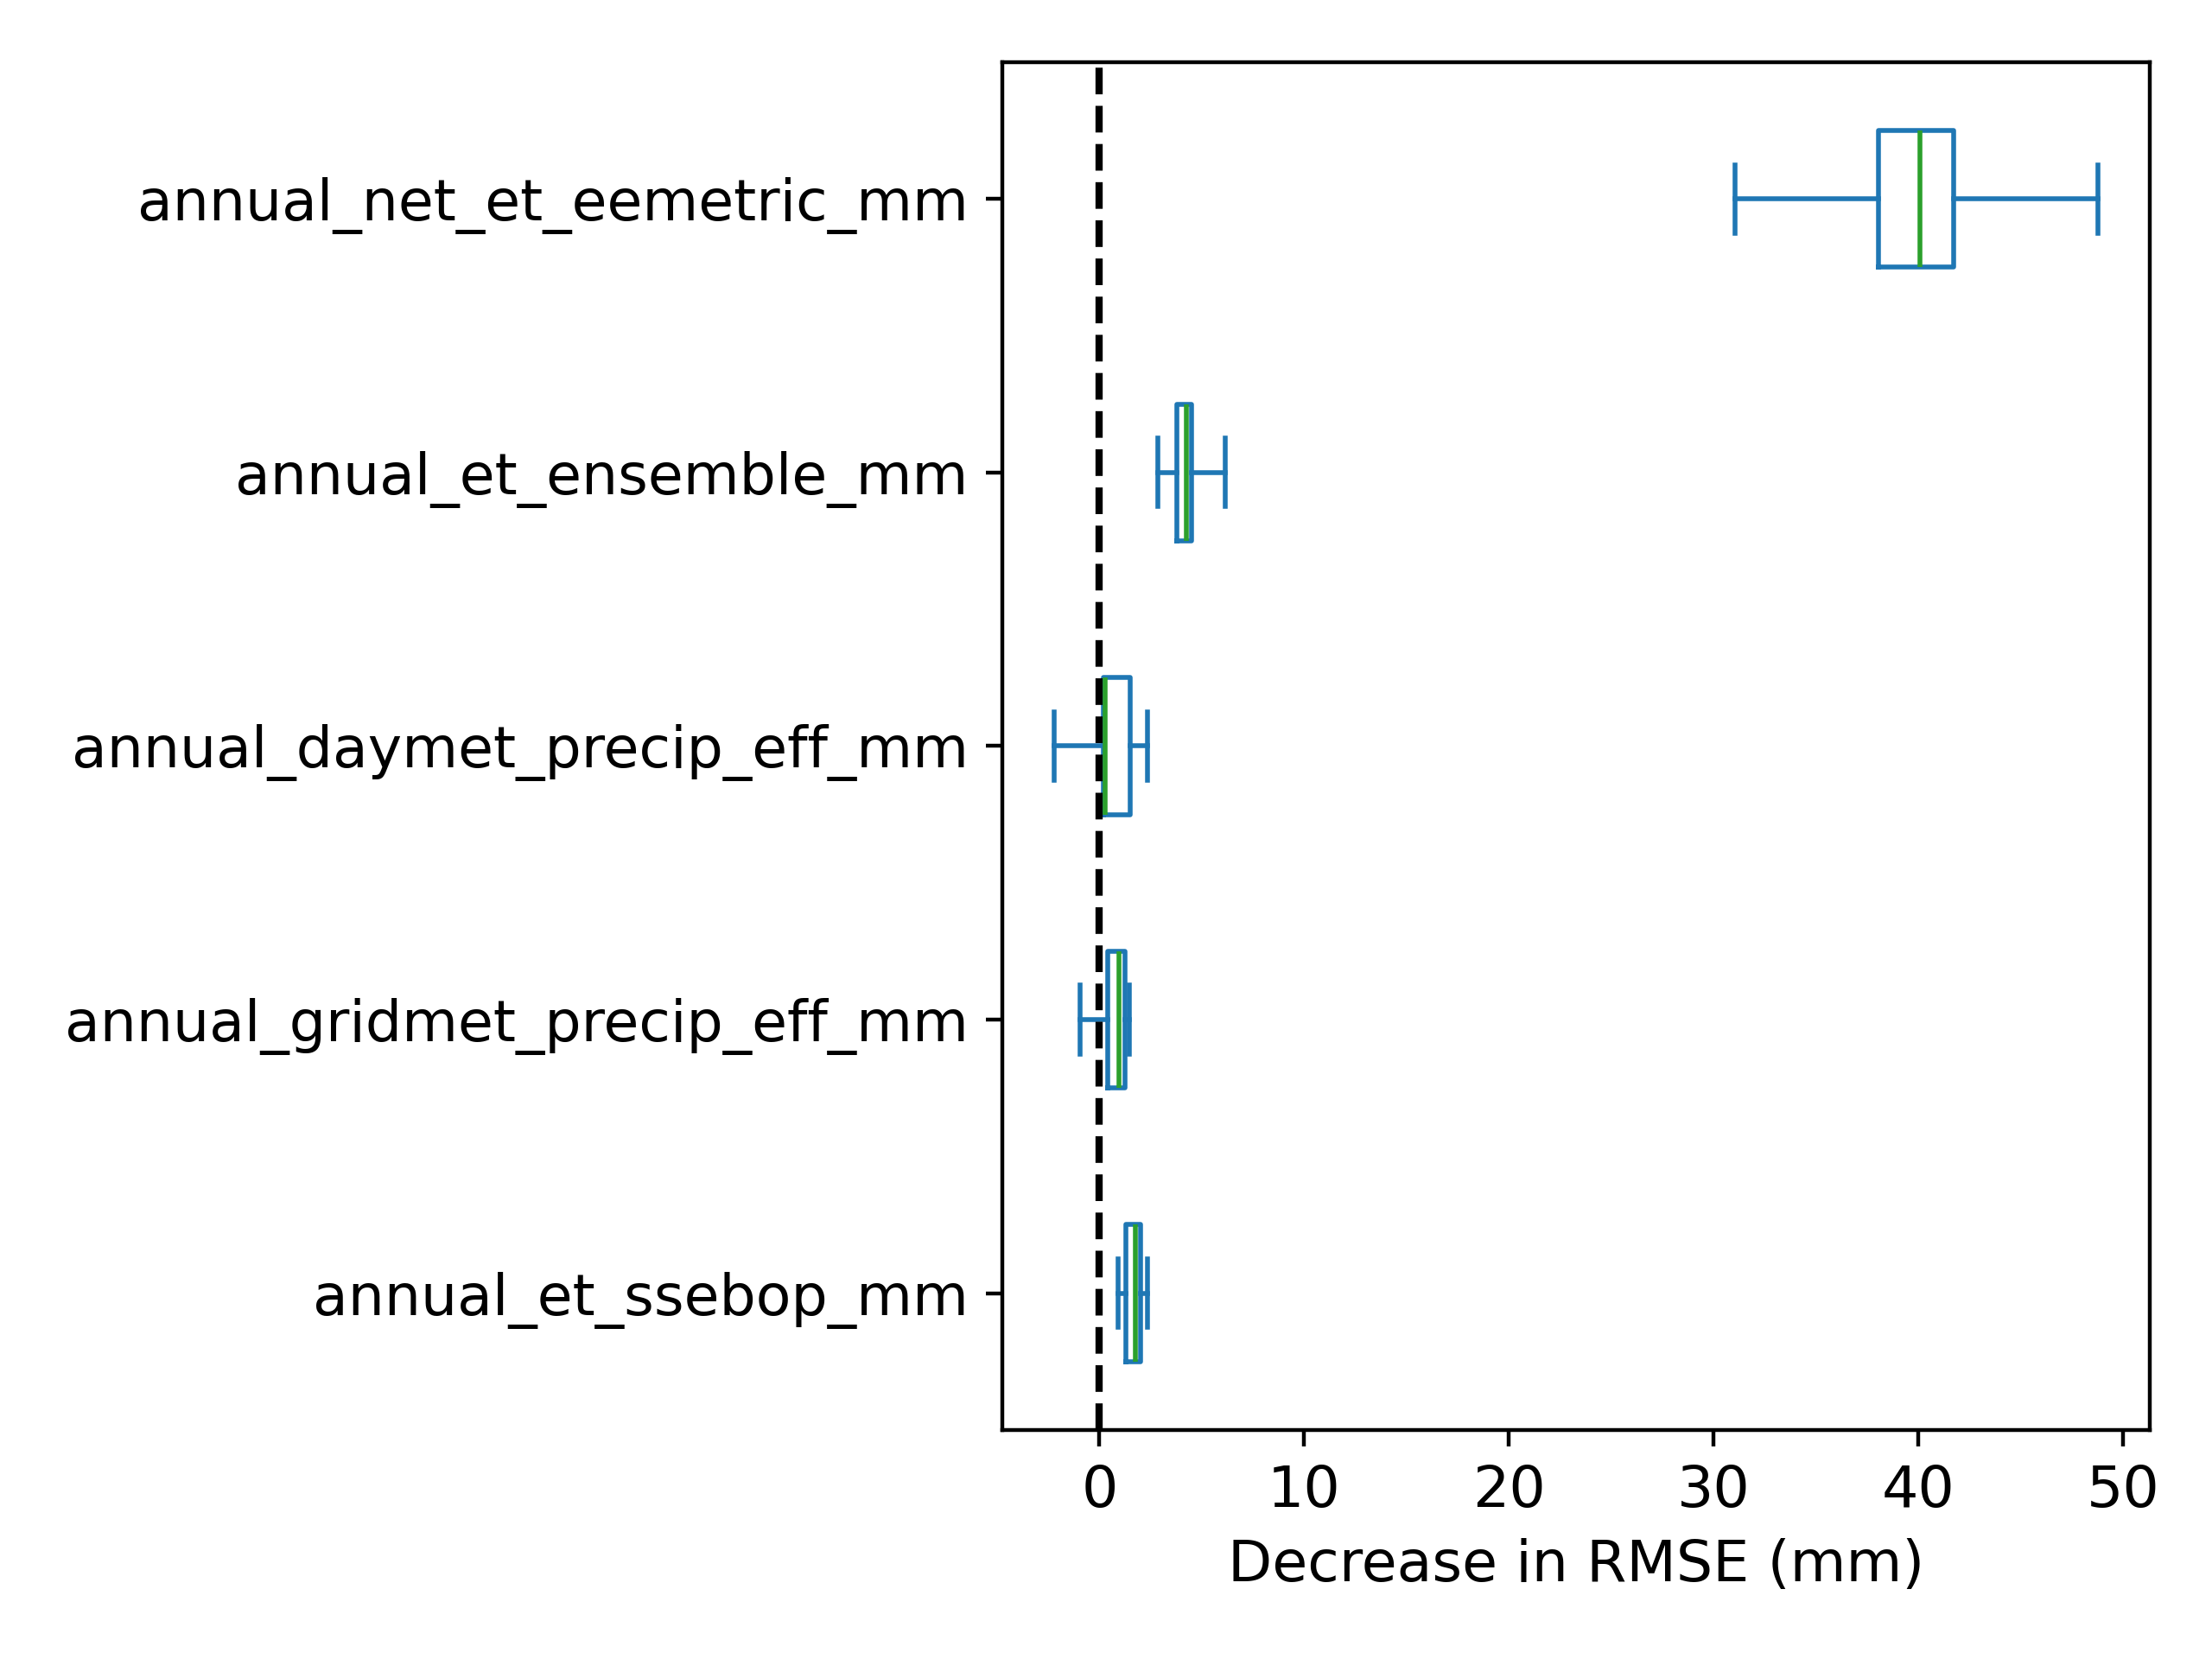 annual_net_et_eemetric_mm
annual_et_ensemble_mm
annual_daymet_precip_eff_mm
annual_gridmet_precip_eff_mm
annual_et_ssebop_mm
0 10 20 30 40 50
Decrease in RMSE (mm)